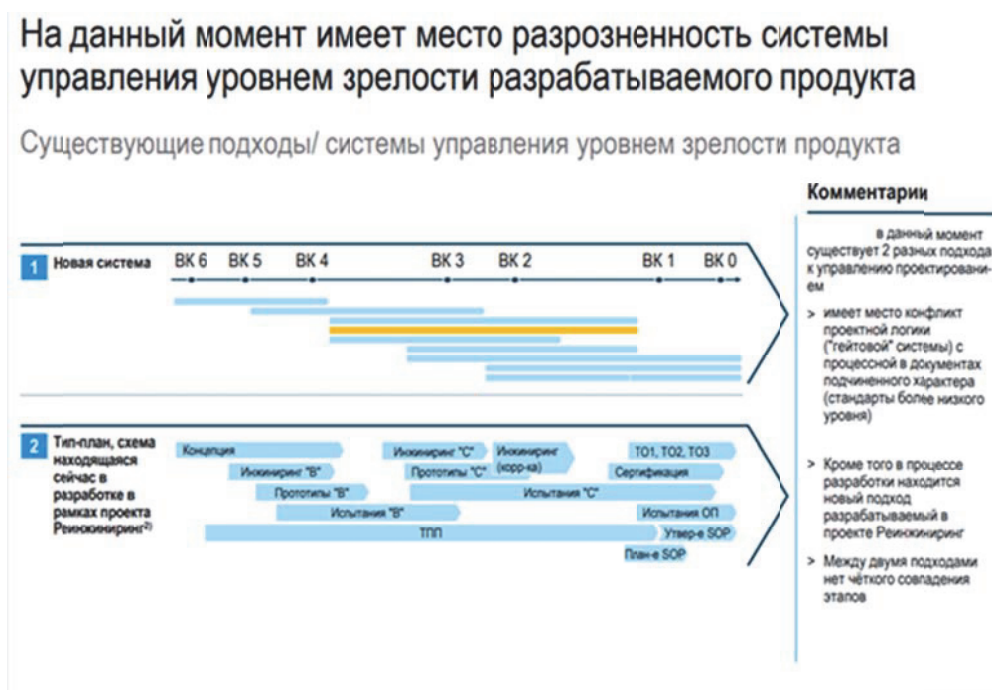 На данный момент имеет место разрозненность системы
управления уровнем зрелости разрабатываемого продукта
Существующие подходы/ системы управления уровнем зрелости продукта
1
Новая система
ВК 6
ВК 5
ВК 4
ВК 3
ВК 2
ВК 1
ВК 0
2
Тип-план, схема
находящаяся
сейчас в
разработке в
рамках проекта
Реинжиниринг²⁾
Концепция
Инжиниринг "С"
Инжиниринг
(корр-ка)
ТО1, ТО2, ТО3
Инжиниринг "В"
Прототипы "С"
Сертификация
Прототипы "В"
Испытания "С"
Испытания "В"
Испытания ОП
ТПП
Утвер-е SOP
План-е SOP
Комментарии
в данный момент
существует 2 разных подхода
к управлению проектировани-
ем
> имеет место конфликт
проектной логики
("гейтовой" системы) с
процессной в документах
подчиненного характера
(стандарты более низкого
уровня)
> Кроме того в процессе
разработки находится
новый подход
разрабатываемый в
проекте Реинжиниринг
> Между двумя подходами
нет чёткого совпадения
этапов